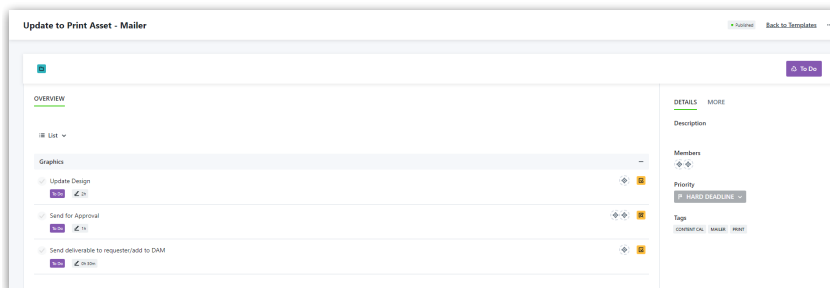 Update to Print Asset - Mailer
Published
Back to Templates
To Do
OVERVIEW
DETAILS MORE
Description
List
Graphics
Members
Update Design
To Do 2h
Priority
HARD DEADLINE
Send for Approval
To Do 1h
Tags
CONTENT CAL MAILER PRINT
Send deliverable to requester/add to DAM
To Do 0h 30m